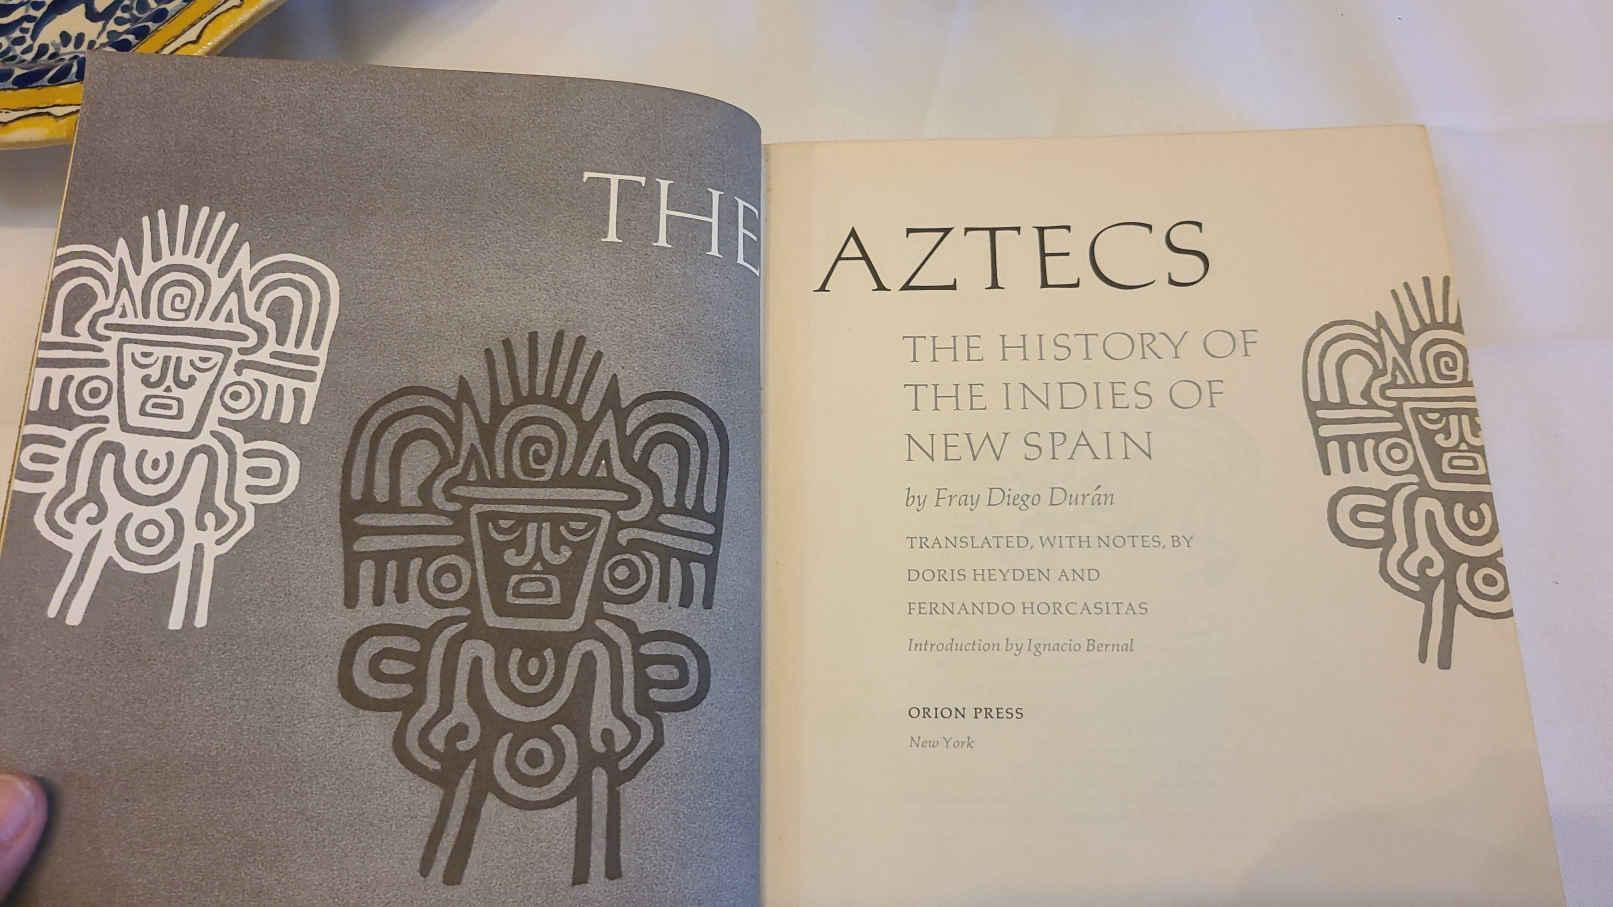 THE AZTECS
THE HISTORY OF
THE INDIES OF
NEW SPAIN
by Fray Diego Durán
TRANSLATED, WITH NOTES, BY
DORIS HEYDEN AND
FERNANDO HORCASITAS
Introduction by Ignacio Bernal
ORION PRESS
New York